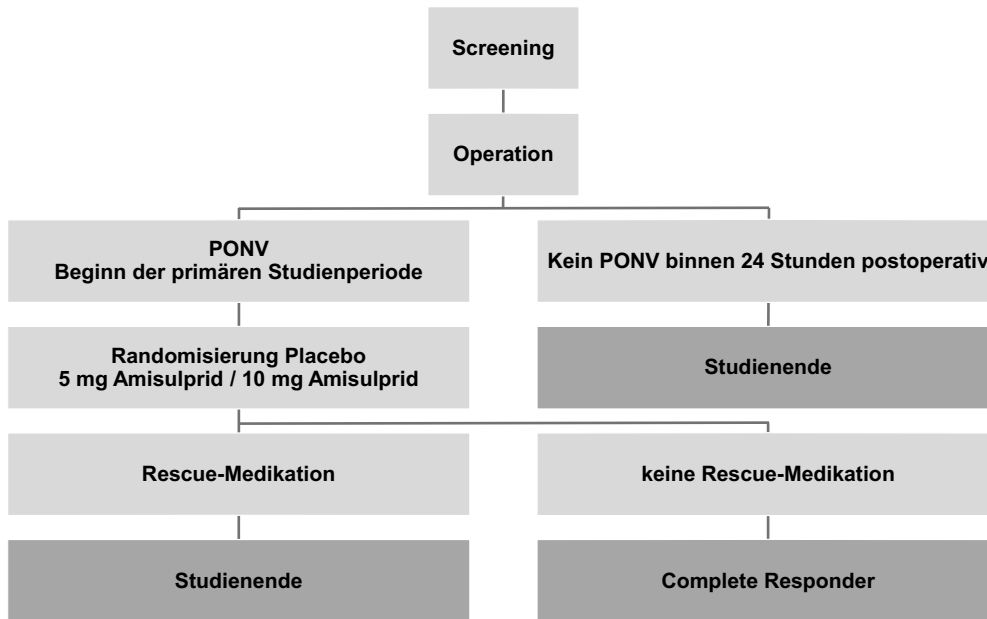 Screening
Operation
PONV
Beginn der primären Studienperiode
Kein PONV binnen 24 Stunden postoperativ
Randomisierung Placebo
5 mg Amisulprid / 10 mg Amisulprid
Studienende
Rescue-Medikation
keine Rescue-Medikation
Studienende
Complete Responder